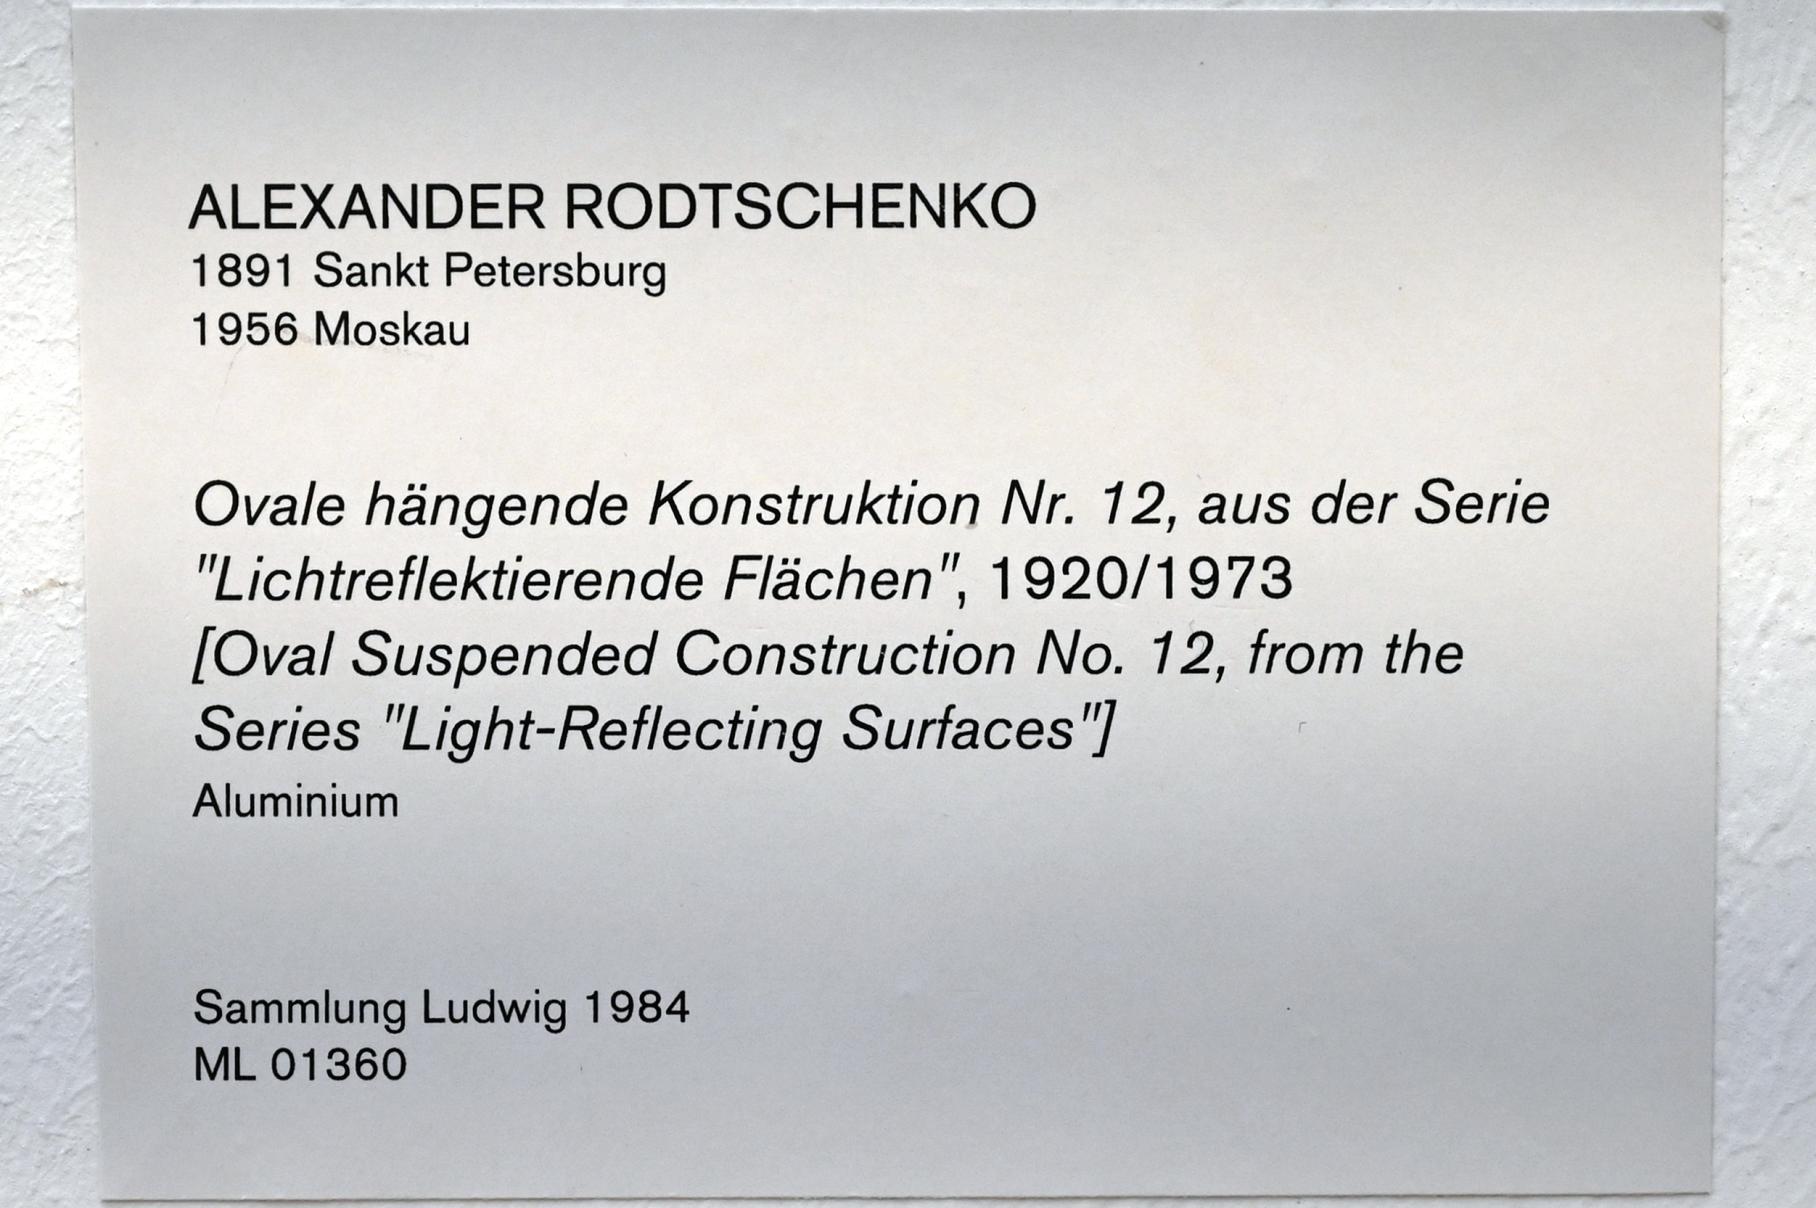 ALEXANDER RODTSCHENKO
1891 Sankt Petersburg
1956 Moskau
Ovale hängende Konstruktion Nr. 12, aus der Serie
"Lichtreflektierende Flächen", 1920/1973
[Oval Suspended Construction No. 12, from the
Series "Light-Reflecting Surfaces"]
Aluminium
Sammlung Ludwig 1984
ML 01360